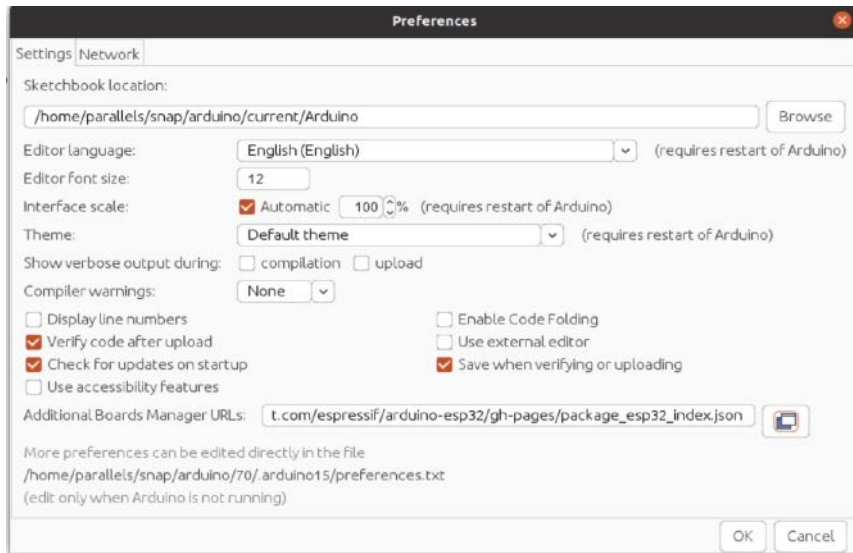 Preferences
Settings Network
Sketchbook location:
/home/parallels/snap/arduino/current/Arduino Browse
Editor language: English (English) (requires restart of Arduino)
Editor font size: 12
Interface scale: Automatic 100 % (requires restart of Arduino)
Theme: Default theme (requires restart of Arduino)
Show verbose output during: compilation upload
Compiler warnings: None
Display line numbers Enable Code Folding
Verify code after upload Use external editor
Check for updates on startup Save when verifying or uploading
Use accessibility features
Additional Boards Manager URLs: t.com/espressif/arduino-esp32/gh-pages/package_esp32_index.json
More preferences can be edited directly in the file
/home/parallels/snap/arduino/70/.arduino15/preferences.txt
(edit only when Arduino is not running)
OK Cancel